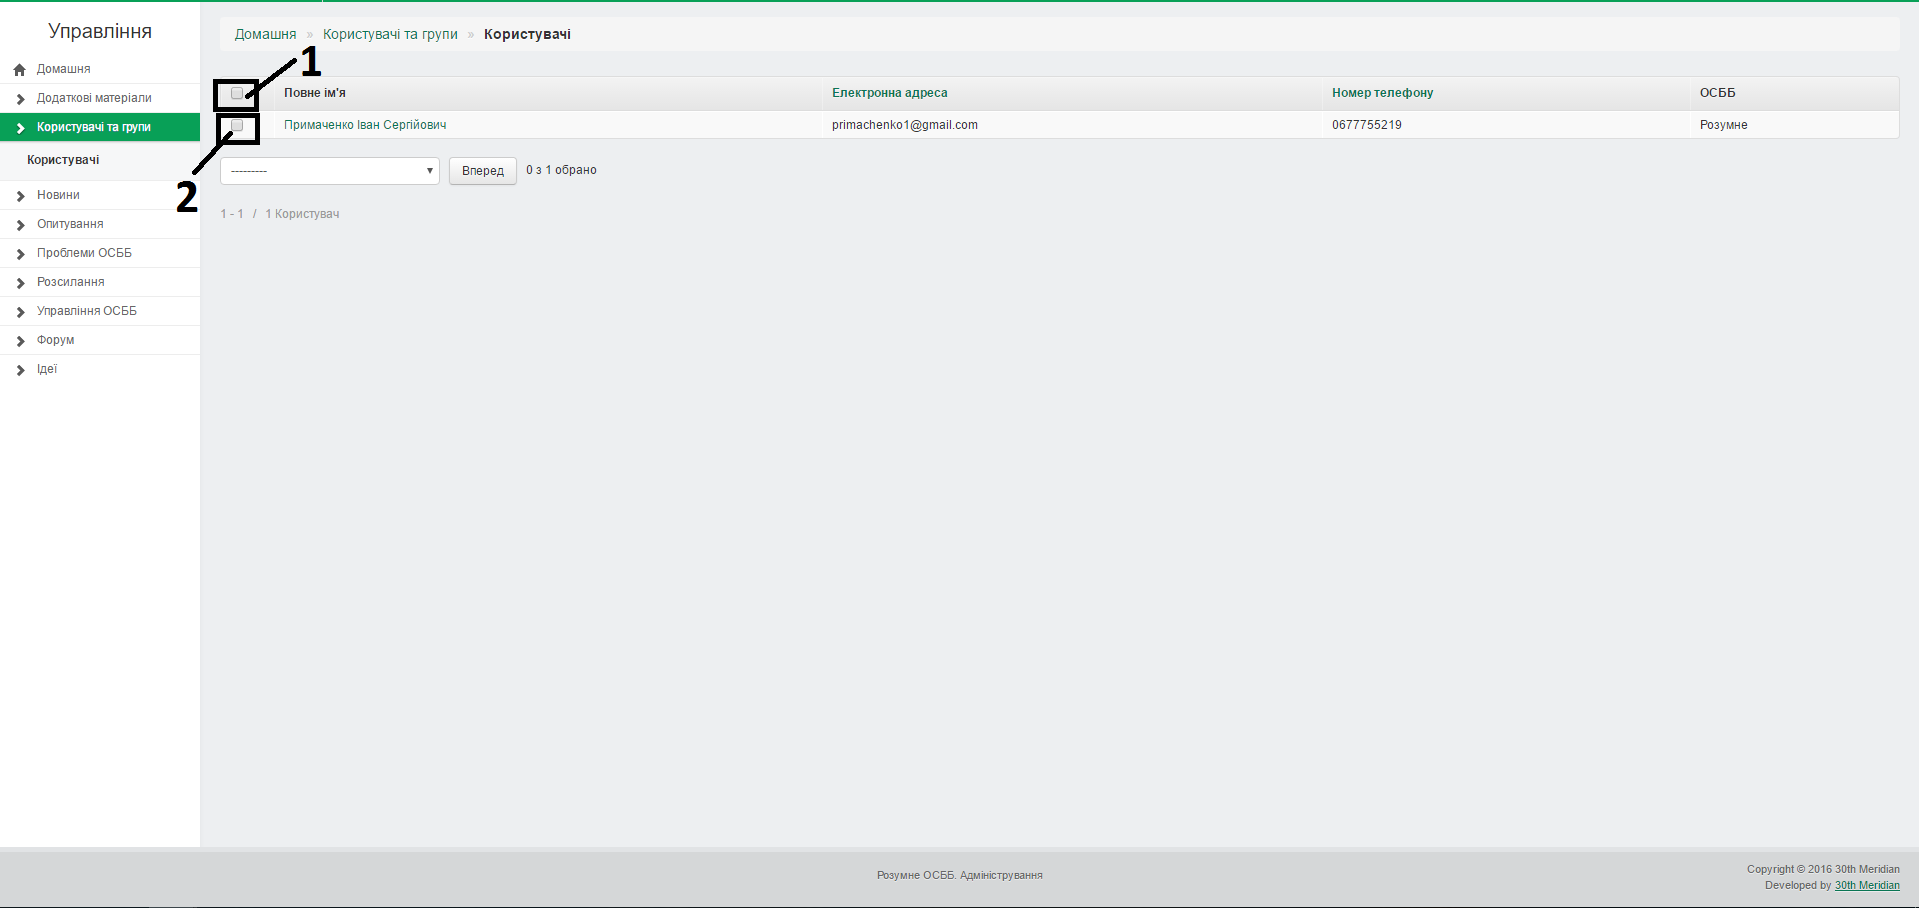 Управління
Домашня
Додаткові матеріали
Користувачі та групи
Користувачі
Новини
Опитування
Проблеми ОСББ
Розсилання
Управління ОСББ
Форум
Ідеї
Домашня » Користувачі та групи » Користувачі
1
Повне ім'я Електронна адреса Номер телефону ОСББ
Примаченко Іван Сергійович primachenko1@gmail.com 0677755219 Розумне
2
--------- Вперед 0 з 1 обрано
1 - 1 / 1 Користувач
Розумне ОСББ. Адміністрування
Copyright © 2016 30th Meridian
Developed by 30th Meridian